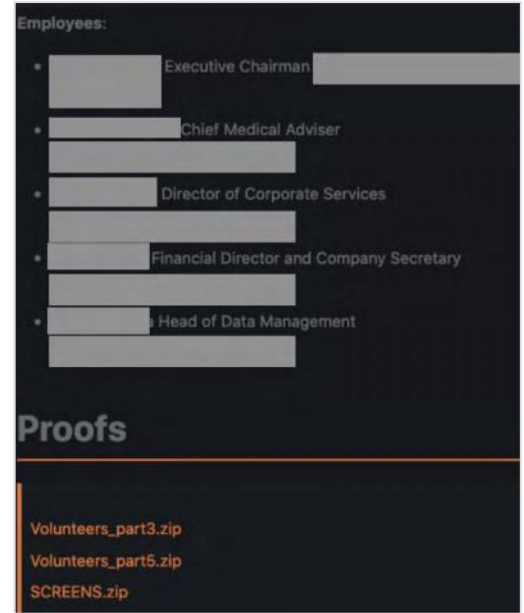 Employees:
Executive Chairman
Chief Medical Adviser
Director of Corporate Services
Financial Director and Company Secretary
Head of Data Management
Proofs
Volunteers_part3.zip
Volunteers_part5.zip
SCREENS.zip